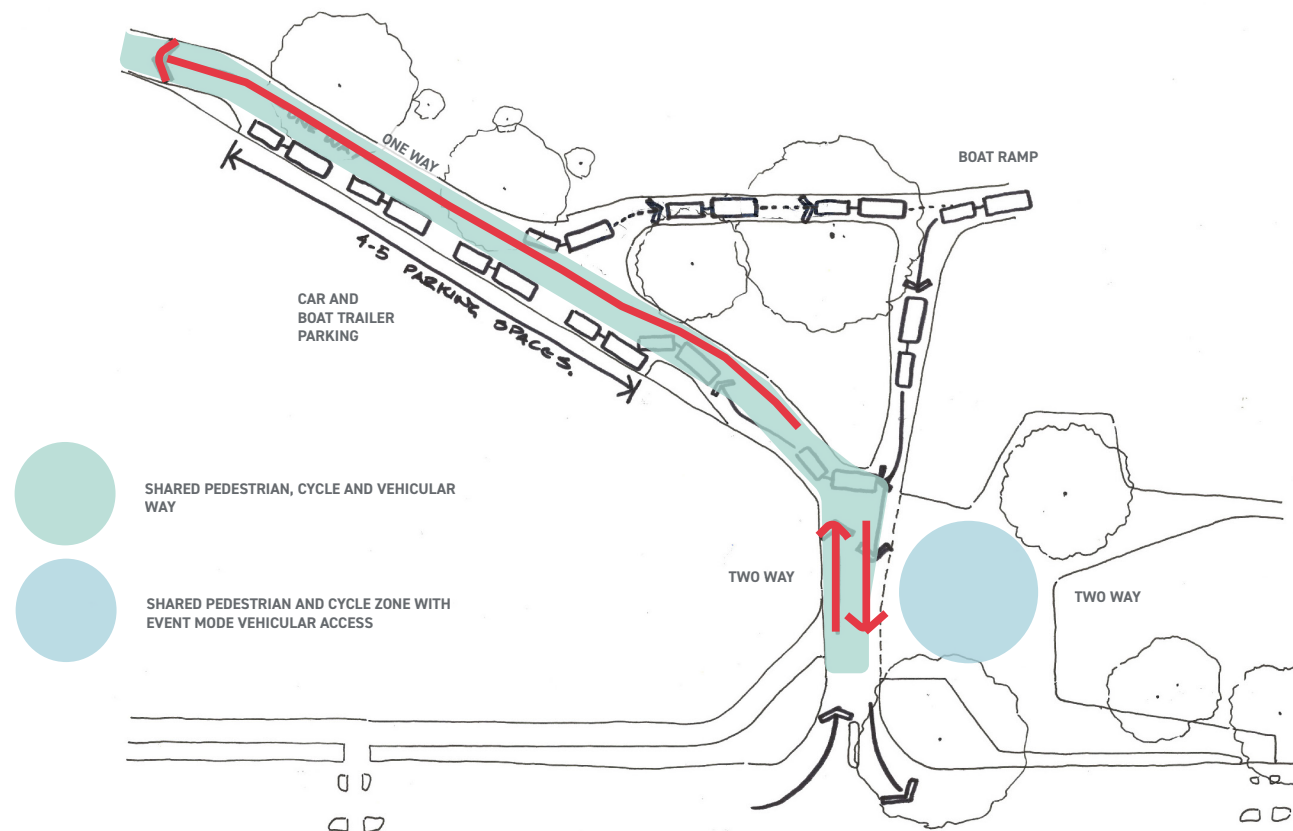 ONE WAY
ONE WAY
BOAT RAMP
4-5 PARKING SPACES.
CAR AND
BOAT TRAILER
PARKING
SHARED PEDESTRIAN, CYCLE AND VEHICULAR
WAY
TWO WAY
TWO WAY
SHARED PEDESTRIAN AND CYCLE ZONE WITH
EVENT MODE VEHICULAR ACCESS